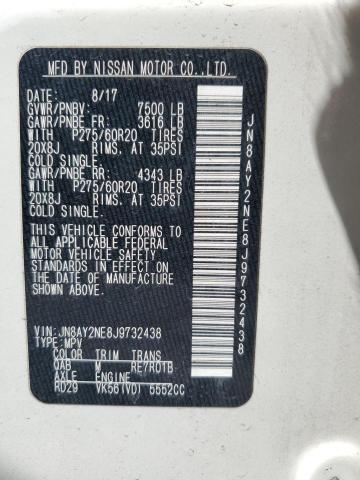 MFD BY NISSAN MOTOR CO.,LTD.
DATE: 8/17
GVWR/PNBV: 7500 LB
GAWR/PNBE FR: 3616 LB
WITH P275/60R20 TIRES
20X8J RIMS, AT 35PSI
COLD SINGLE.
GAWR/PNBE RR: 4343 LB
WITH P275/60R20 TIRES
20X8J RIMS, AT 35PSI
COLD SINGLE.
THIS VEHICLE CONFORMS TO
ALL APPLICABLE FEDERAL
MOTOR VEHICLE SAFETY
STANDARDS IN EFFECT ON
THE DATE OF MANUFACTURE
SHOWN ABOVE.
VIN:JN8AY2NE8J9732438
TYPE:MPV
COLOR TRIM TRANS
QAB M RE7R01B
AXLE ENGINE
RD29 VK56(VD) 5552CC
JN8AY2NE8J9732438